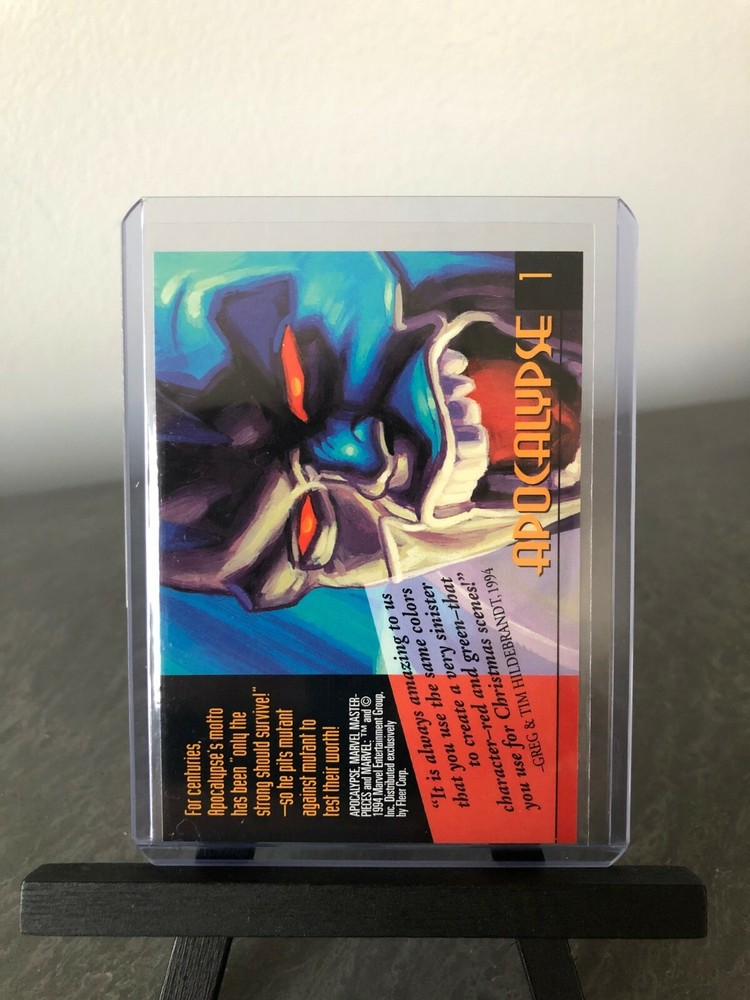 For centuries,
Apocalypse's motto
has been "only the
strong should survive!"
—so he pits mutant
against mutant to
test their worth!
APOCALYPSE, MARVEL MASTER-
PIECES and MARVEL: ™ and ©
1994 Marvel Entertainment Group,
Inc. Distributed exclusively
by Fleer Corp.
"It is always amazing to us
that you use the same colors
to create a very sinister
character–red and green–that
you use for Christmas scenes!"
–GREG & TIM HILDEBRANDT, 1994
APOCALYPSE 1